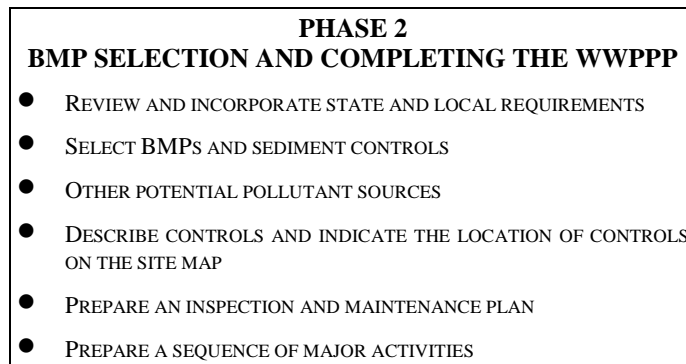 PHASE 2
BMP SELECTION AND COMPLETING THE WWPPP
● REVIEW AND INCORPORATE STATE AND LOCAL REQUIREMENTS
● SELECT BMPS AND SEDIMENT CONTROLS
● OTHER POTENTIAL POLLUTANT SOURCES
● DESCRIBE CONTROLS AND INDICATE THE LOCATION OF CONTROLS
ON THE SITE MAP
● PREPARE AN INSPECTION AND MAINTENANCE PLAN
● PREPARE A SEQUENCE OF MAJOR ACTIVITIES